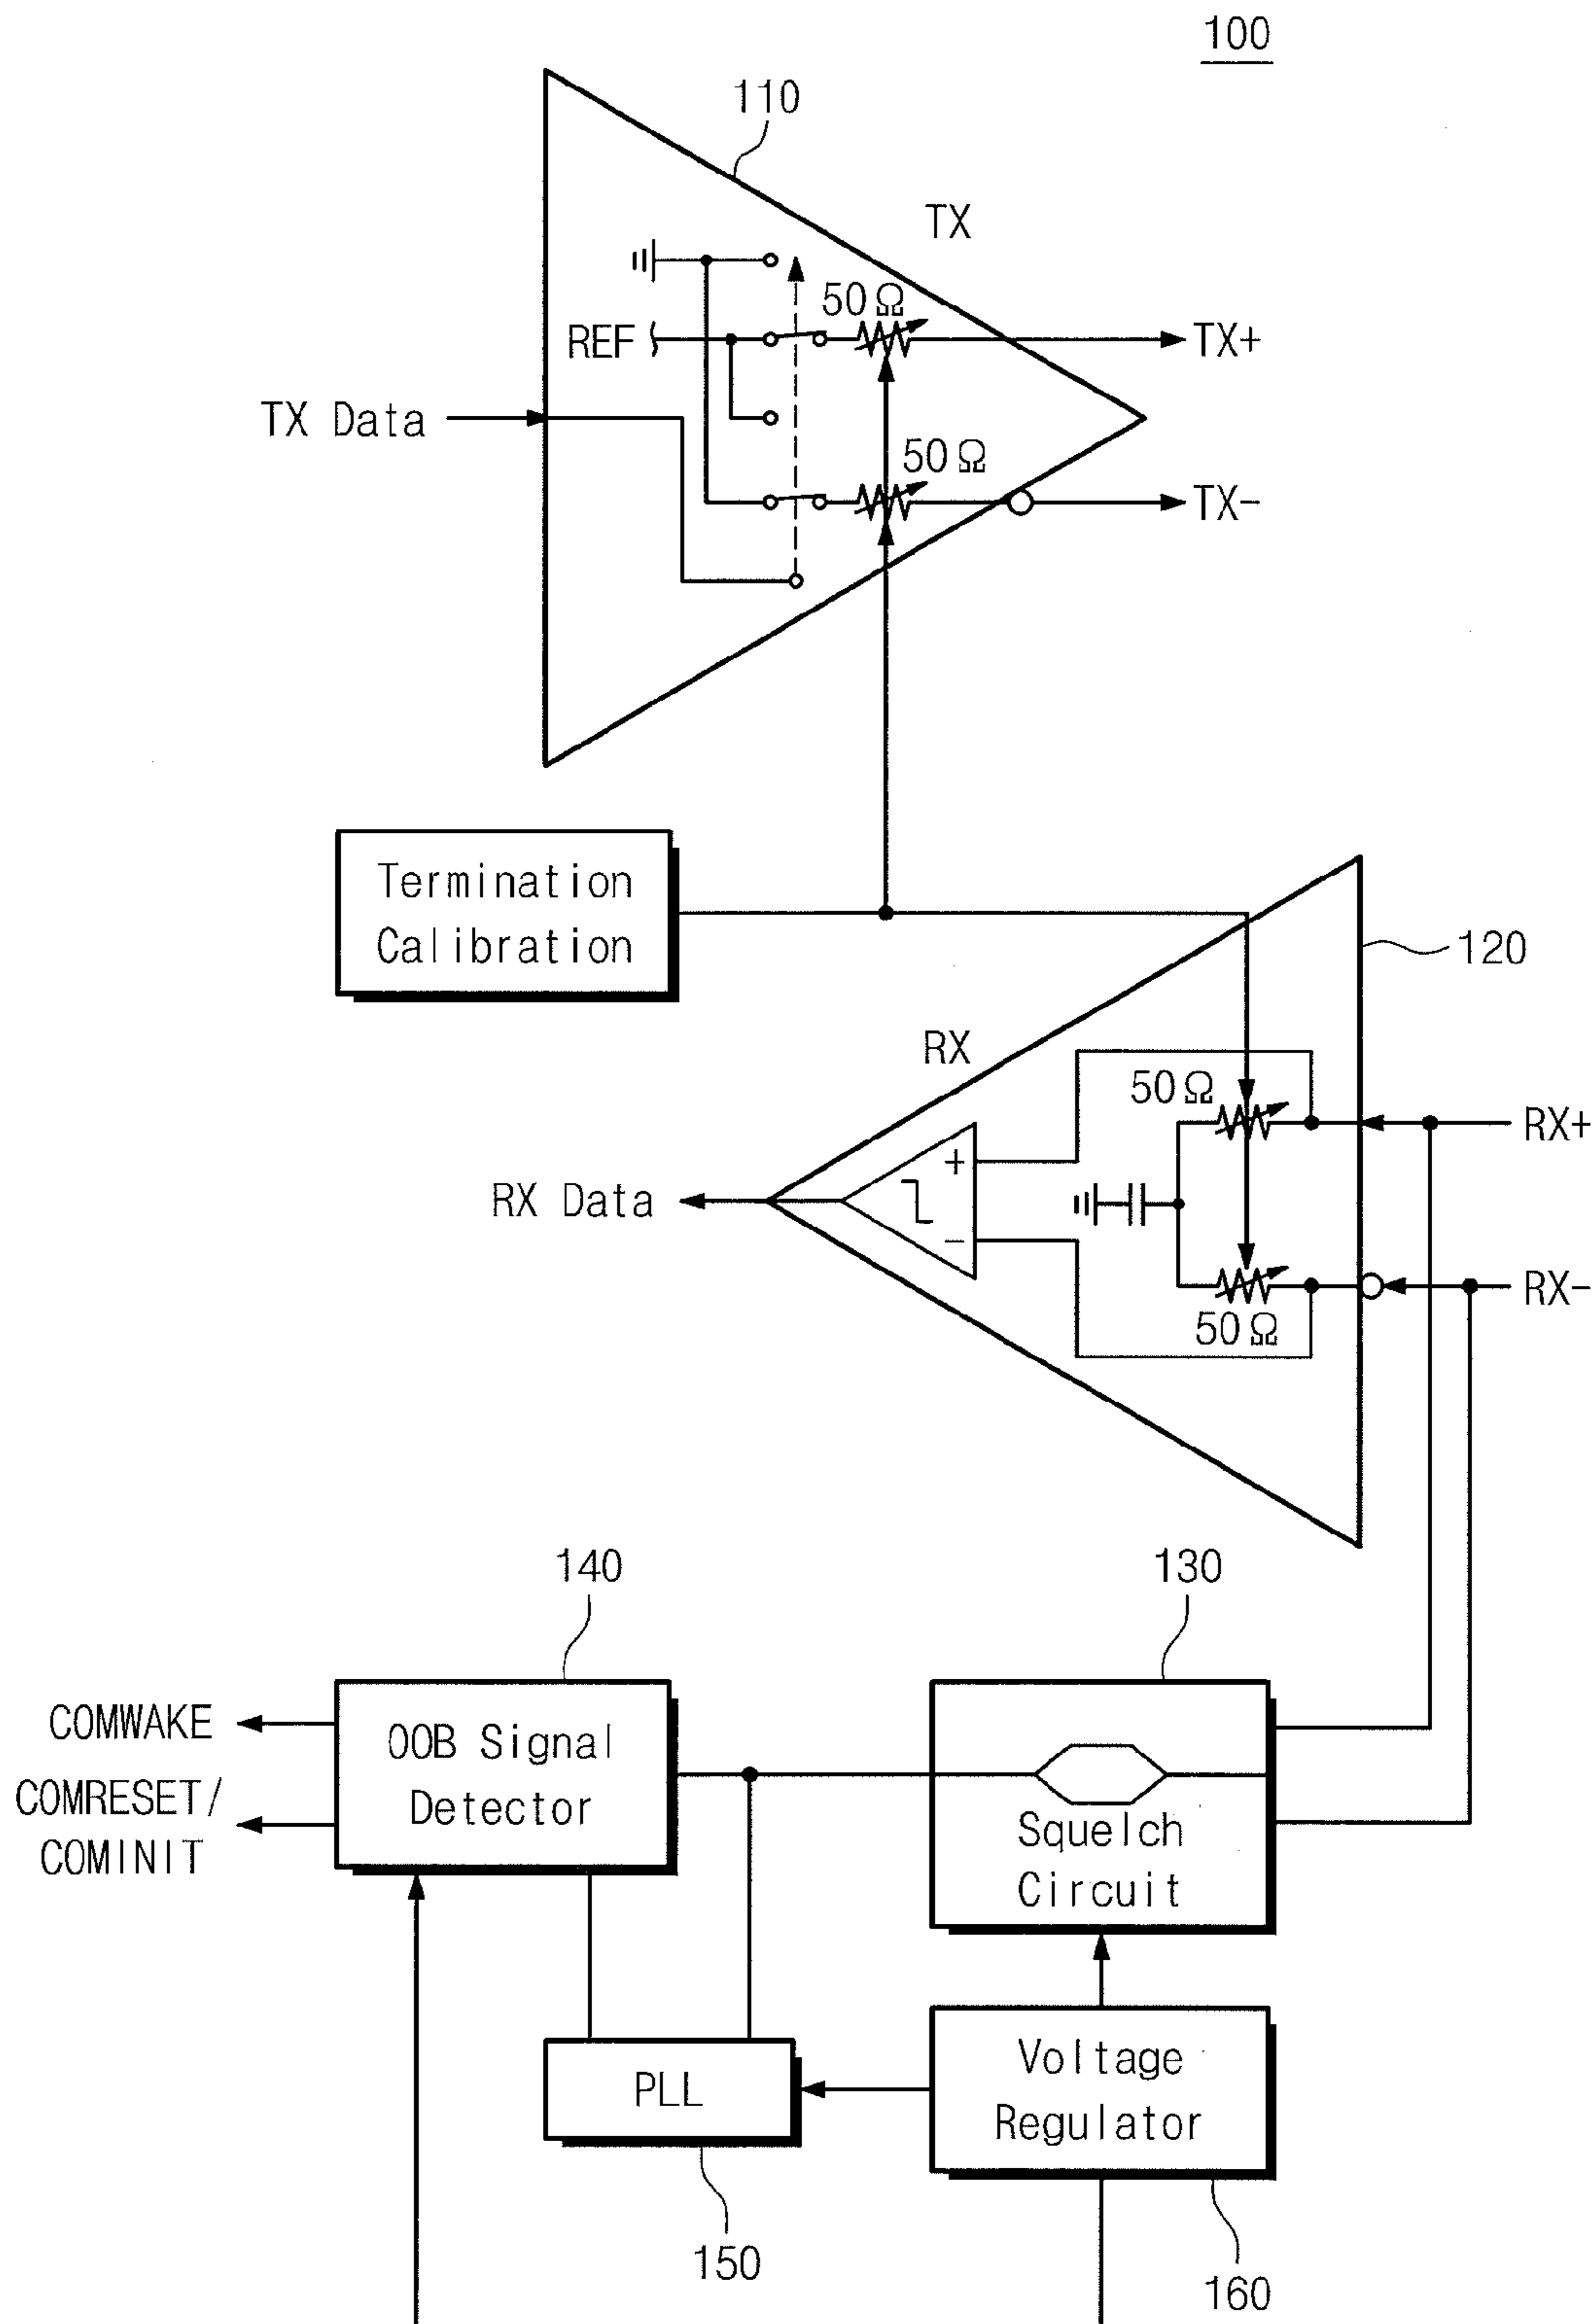 100
110
TX
50Ω
REF
TX+
TX Data
50Ω
TX-
Termination
Calibration
120
RX
50Ω
RX+
+
RX Data
-
RX-
50Ω
140
130
COMWAKE
OOB Signal
Detector
COMRESET/
COMINIT
Squelch
Circuit
PLL
Voltage
Regulator
150
160